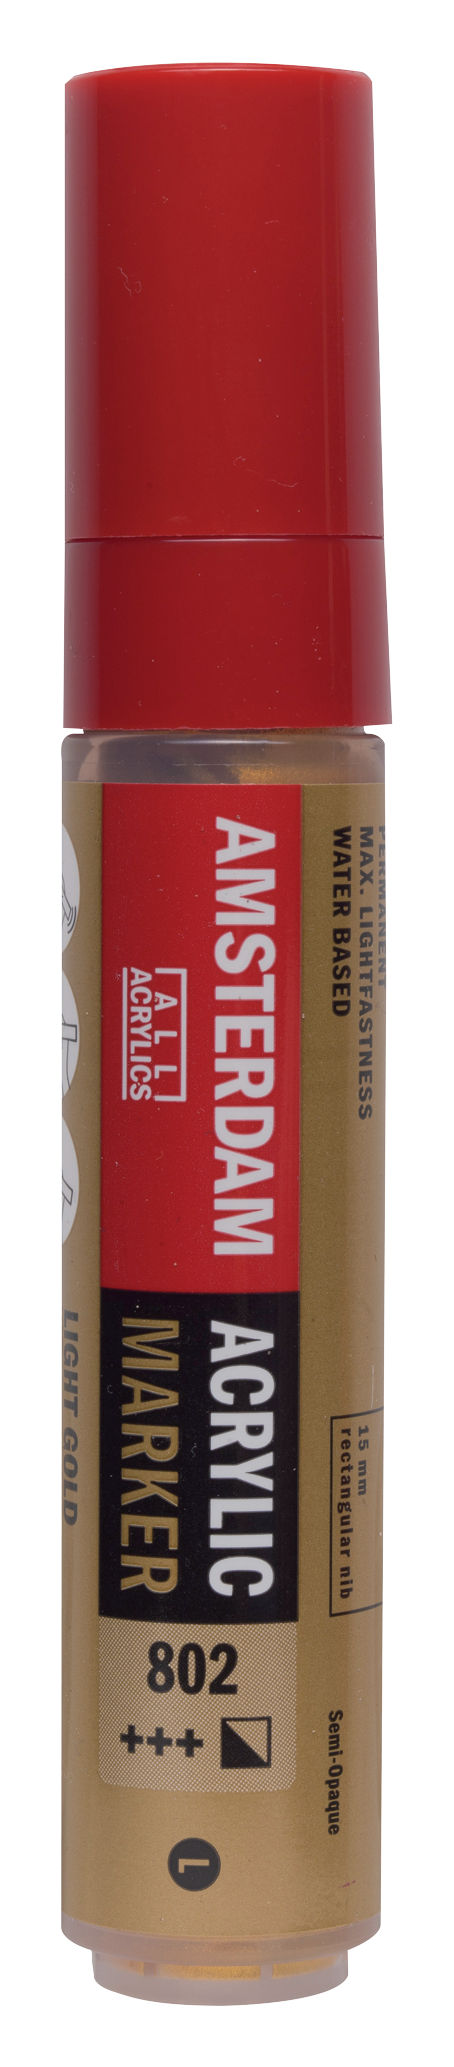 PERMANENT
MAX. LIGHTFASTNESS
WATER BASED
AMSTERDAM
ALL
ACRYLICS
ACRYLIC
MARKER
15 mm
rectangular nib
802
+++
Semi-Opaque
L
LIGHT GOLD